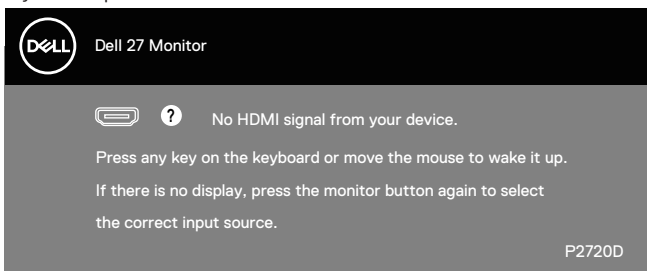 DELL
Dell 27 Monitor
? No HDMI signal from your device.
Press any key on the keyboard or move the mouse to wake it up.
If there is no display, press the monitor button again to select
the correct input source.
P2720D